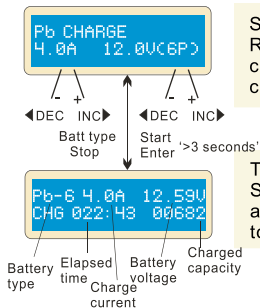 Pb CHARGE
4.0A 12.0V(6P)
- +
DEC INC
- +
DEC INC
Batt type
Stop
Start
Enter
'>3 seconds'
Pb-6 4.0A 12.59V
CHG 022:43 00682
Battery
type
Elapsed
time
Charge
current
Battery
voltage
Charged
capacity